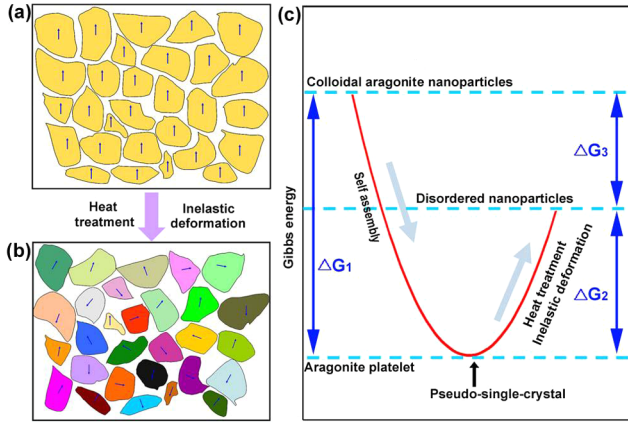 (a)
Heat
treatment
Inelastic
deformation
(b)
(c)
Gibbs energy
Colloidal aragonite nanoparticles
△G3
Self assembly
Disordered nanoparticles
△G1
Heat treatment
Inelastic deformation
△G2
Aragonite platelet
Pseudo-single-crystal